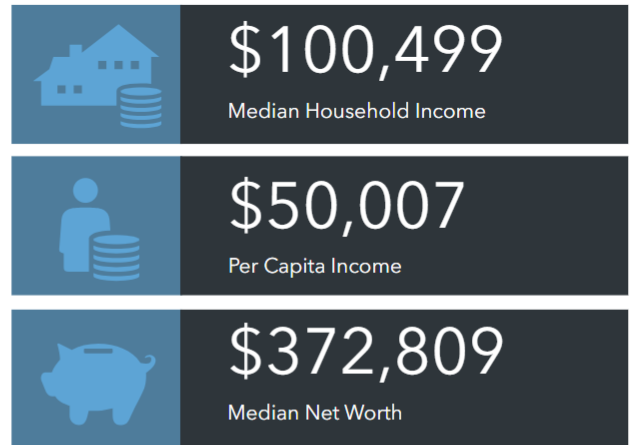 $100,499
Median Household Income
$50,007
Per Capita Income
$372,809
Median Net Worth